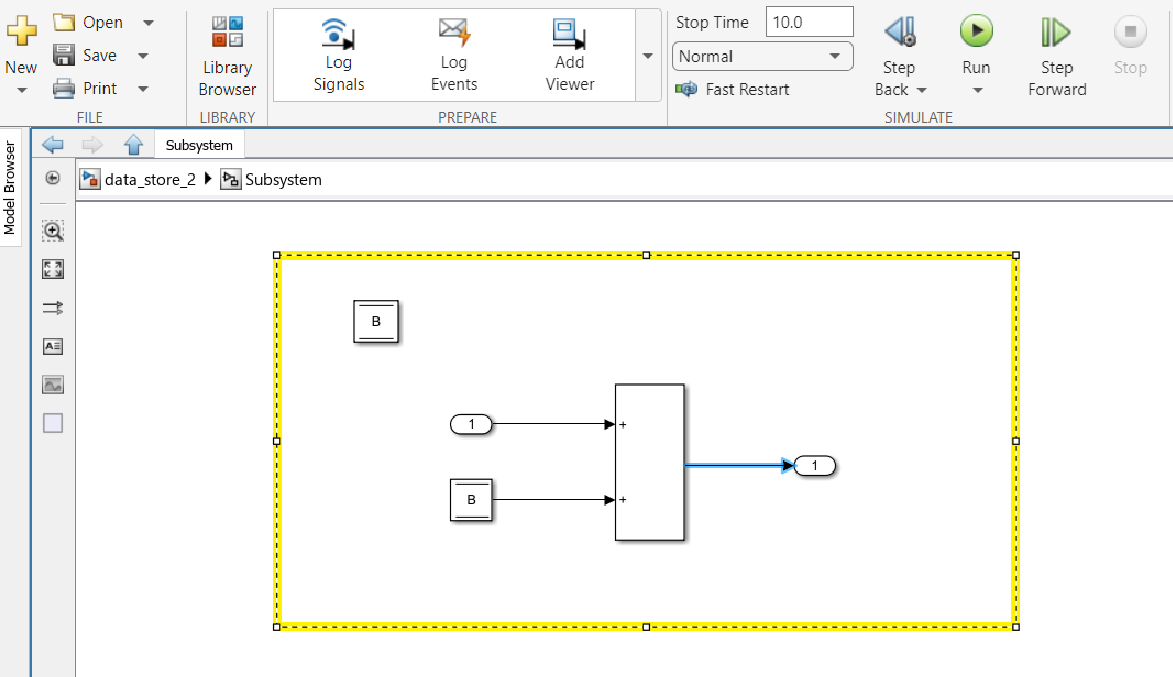 Open
Save
Print
New
FILE
Library
Browser
LIBRARY
Log
Signals
Log
Events
Add
Viewer
PREPARE
Stop Time 10.0
Normal
Fast Restart
Step
Back
Run
Step
Forward
Stop
SIMULATE
Model Browser
Subsystem
data_store_2 Subsystem
B
1 +
1
B +